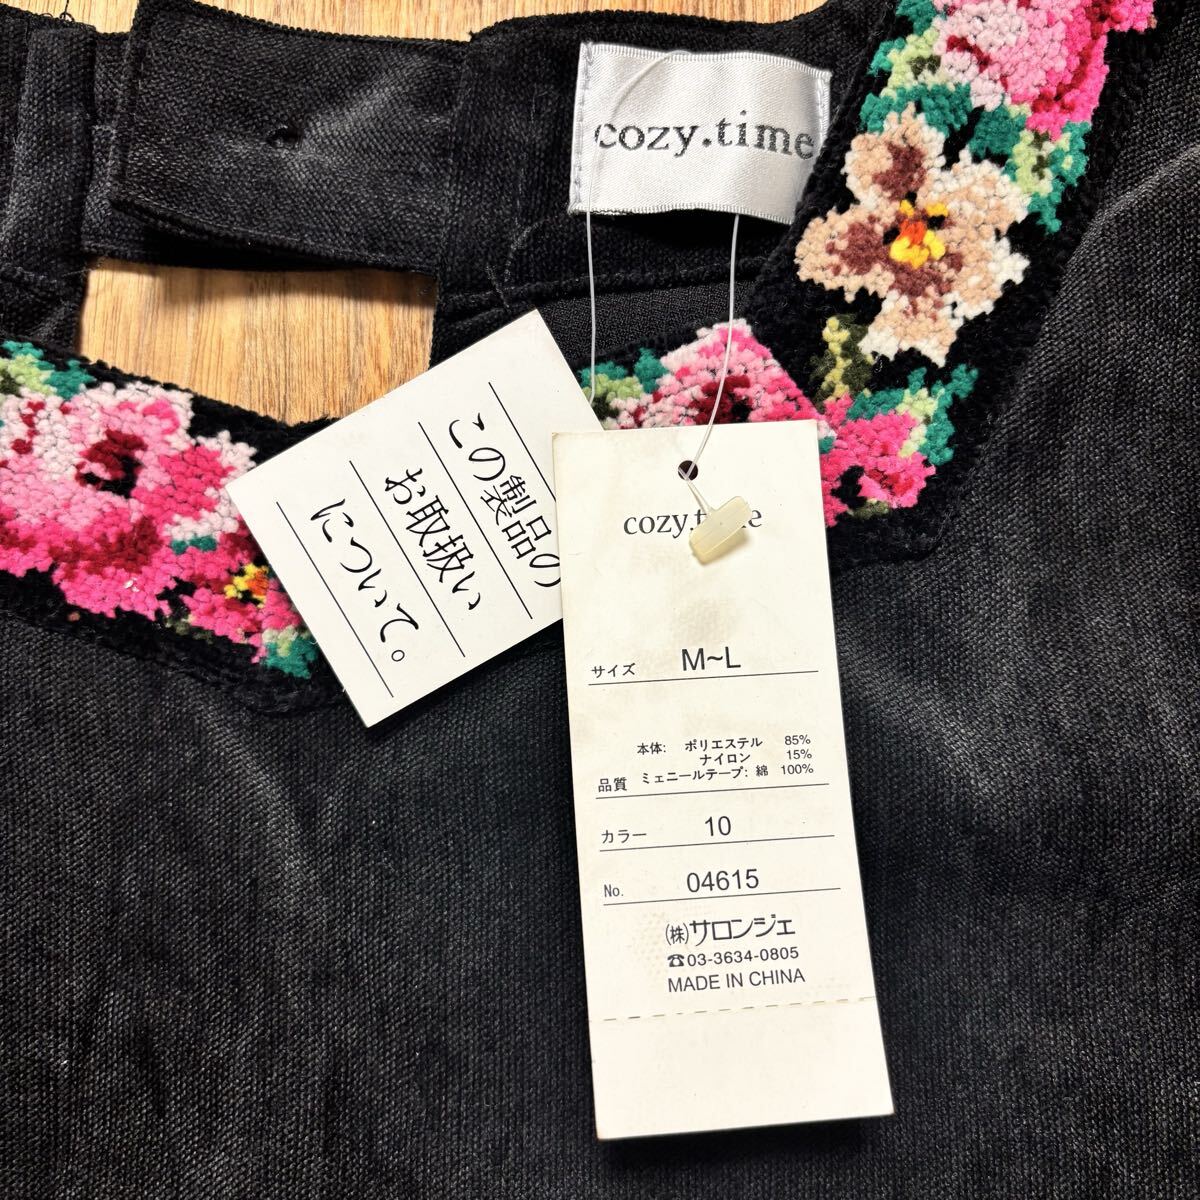 cozy.time
この製品の
お取扱い
について。
cozy.time
サイズ M~L
本体: ポリエステル 85%
ナイロン 15%
品質 ミェニールテープ: 綿 100%
カラー 10
No. 04615
(株)サロンジェ
☎03-3634-0805
MADE IN CHINA